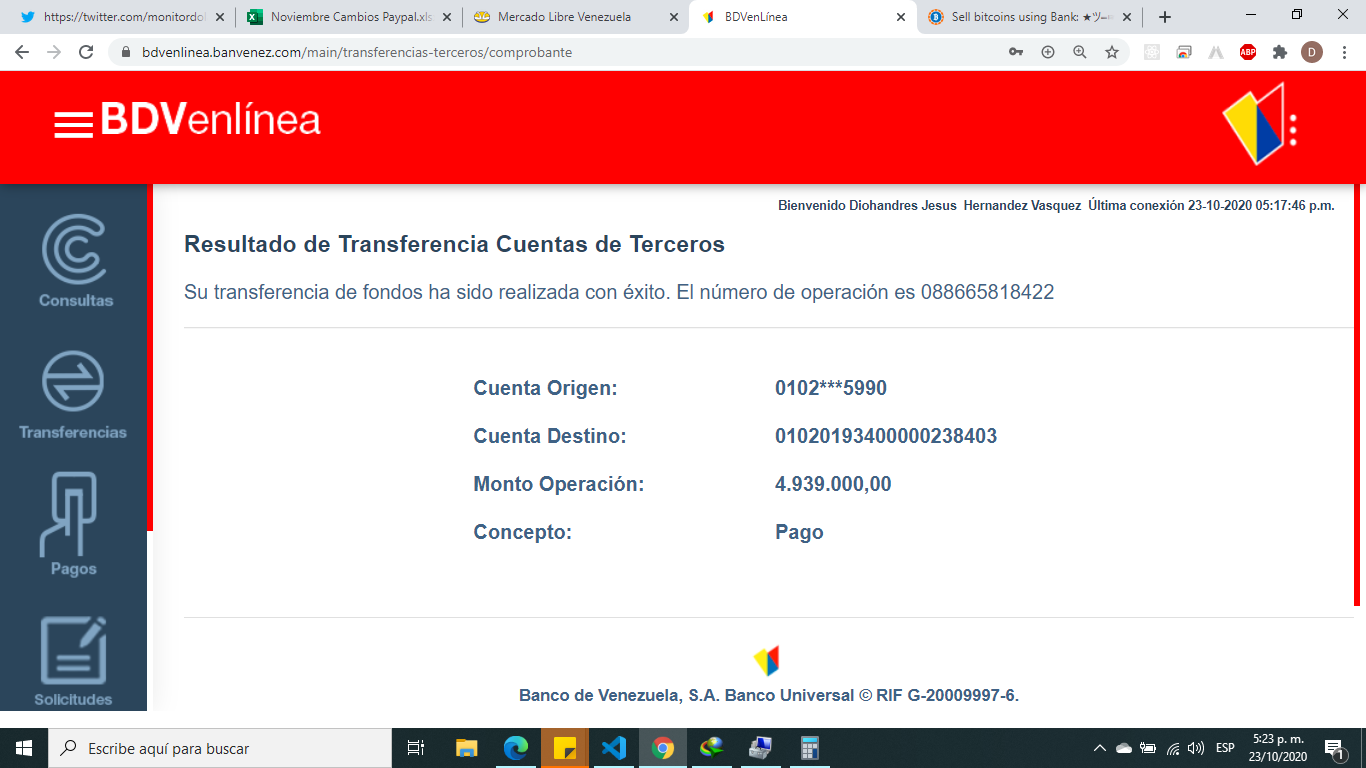 https://twitter.com/monitordol
Noviembre Cambios Paypal.xls
Mercado Libre Venezuela
BDVenLínea
Sell bitcoins using Bank: ★ツ
bdvenlinea.banvenez.com/main/transferencias-terceros/comprobante
ABP
D
BDVenlínea
Bienvenido Diohandres Jesus Hernandez Vasquez Última conexión 23-10-2020 05:17:46 p.m.
Resultado de Transferencia Cuentas de Terceros
Su transferencia de fondos ha sido realizada con éxito. El número de operación es 088665818422
Consultas
Transferencias
Pagos
Solicitudes
Cuenta Origen: 0102***5990
Cuenta Destino: 01020193400000238403
Monto Operación: 4.939.000,00
Concepto: Pago
Banco de Venezuela, S.A. Banco Universal © RIF G-20009997-6.
Escribe aquí para buscar
ESP
5:23 p. m.
23/10/2020
1